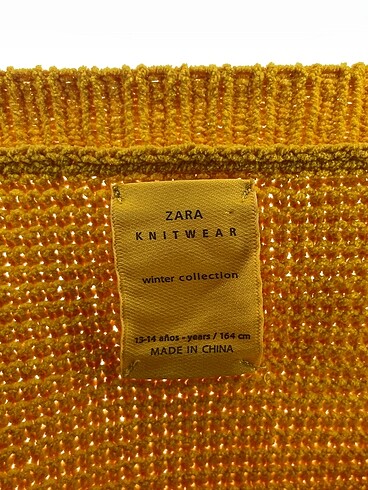 ZARA
KNITWEAR
winter collection
13-14 años - years / 164 cm
MADE IN CHINA